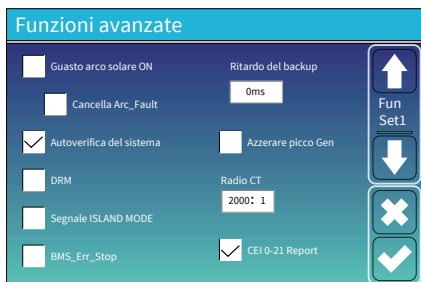 Funzioni avanzate
Guasto arco solare ON
Ritardo del backup
0ms
Cancella Arc_Fault
Fun
Set1
Autoverifica del sistema
Azzerare picco Gen
DRM
Radio CT
2000: 1
Segnale ISLAND MODE
BMS_Err_Stop
CEI 0-21 Report